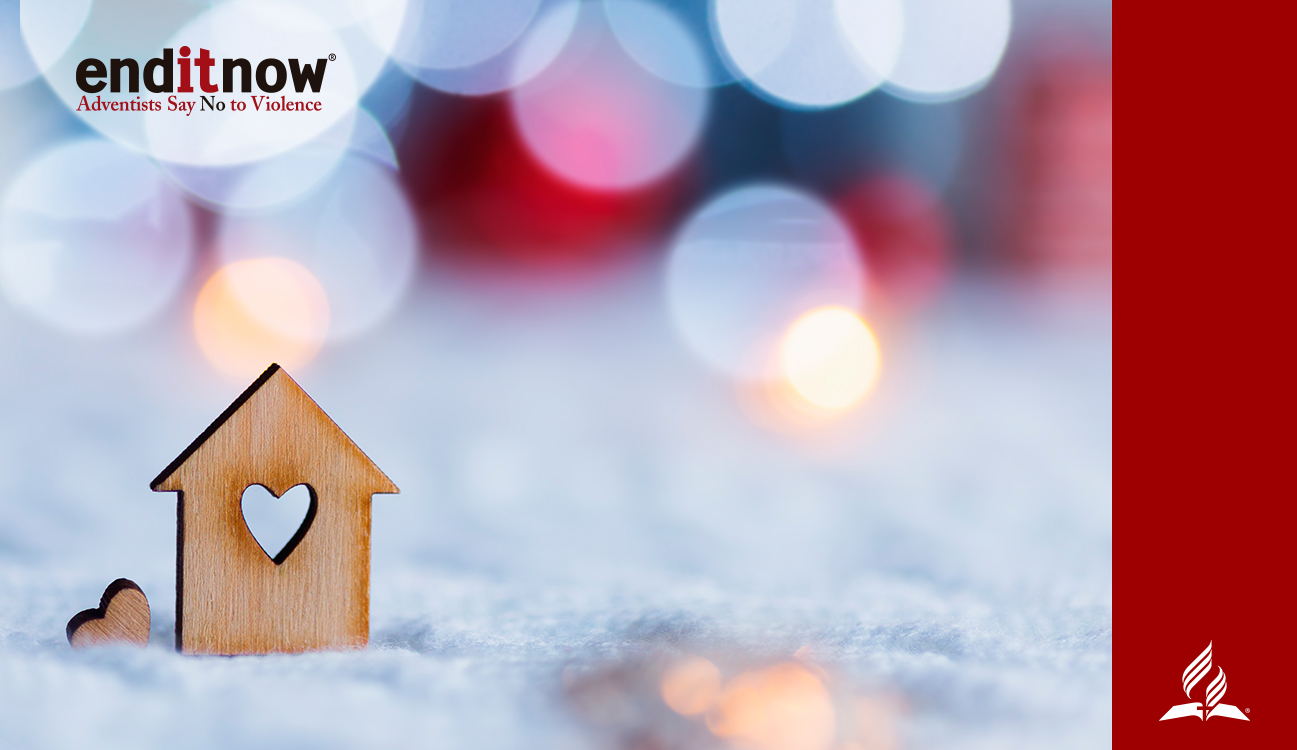 enditnow®
Adventists Say No to Violence
®